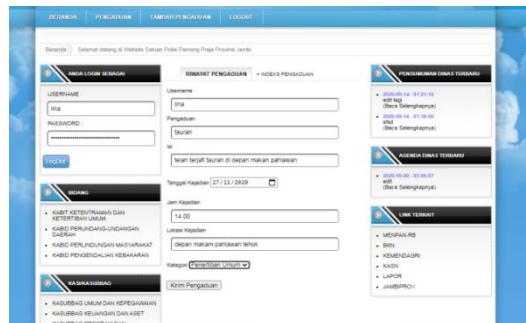 BERANDA PENGADUAN TAMBAH PENGADUAN LOGOUT
Beranda Selamat datang di Website Satuan Polisi Pamong Praja Provinsi Jambi
ANDA LOGIN SEBAGAI
USERNAME :
lina
PASSWORD :
LogOut
BIDANG
KABIT KETENTRAMAN DAN
KETERTIBAN UMUM
KABID PERUNDANG-UNDANGAN
DAERAH
KABID PERLINDUNGAN MASYARAKAT
KABID PENGENDALIAN KEBAKARAN
KASI/KASUBBAG
KASUBBAG UMUM DAN KEPEGAWAIAN
KASUBBAG KEUANGAN DAN ASET
RIWAYAT PENGADUAN + INDEKS PENGADUAN
Username
lina
Pengaduan
tauran
Isi
telah terjafi tauran di depan makan pahlawan
Tanggal Kejadian 27/11/2020
Jam Kejadian
14.00
Lokasi Kejadian
depan makam pahlawan tehok
Kategori Penertiban Umum
Kirim Pengaduan
PENGUMUMAN DINAS TERBARU
2020-09-14 - 01:21:10
edit lagi
(Baca Selengkapnya)
2020-09-14 - 01:38:00
sfsd
(Baca Selengkapnya)
AGENDA DINAS TERBARU
2020-10-20 - 03:06:07
edit
(Baca Selengkapnya)
LINK TERKAIT
MENPAN-RB
BKN
KEMENDAGRI
KASN
LAPOR
JAMBIPROV